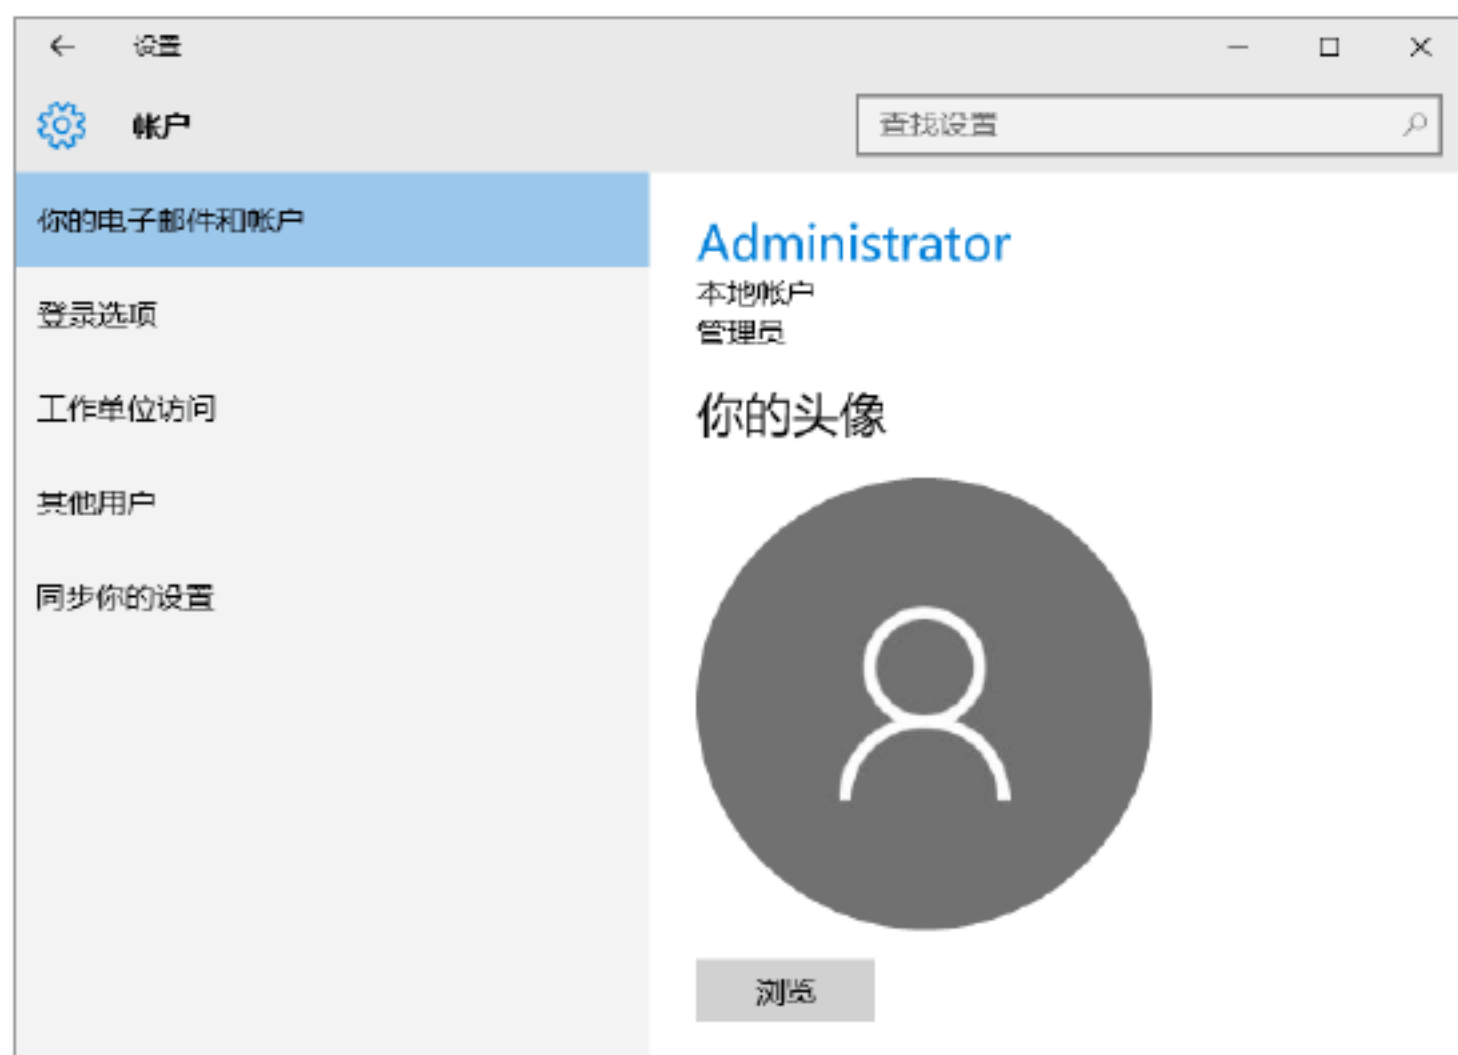 设置
帐户
查找设置
你的电子邮件和帐户
登录选项
工作单位访问
其他用户
同步你的设置
Administrator
本地帐户
管理员
你的头像
浏览